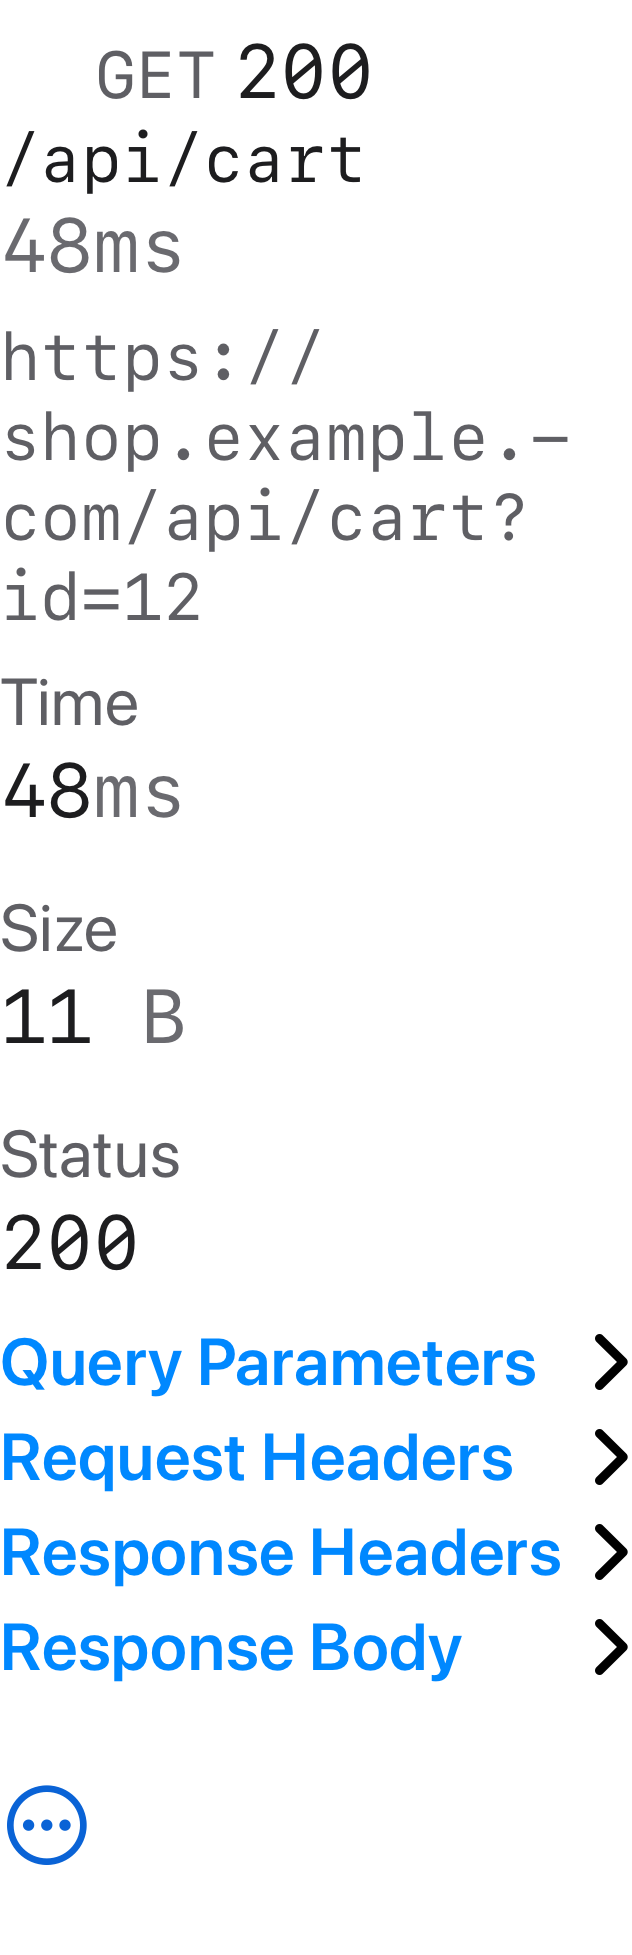 GET 200
/api/cart
48ms
https://
shop.example.-
com/api/cart?
id=12
Time
48ms
Size
11 B
Status
200
Query Parameters
Request Headers
Response Headers
Response Body